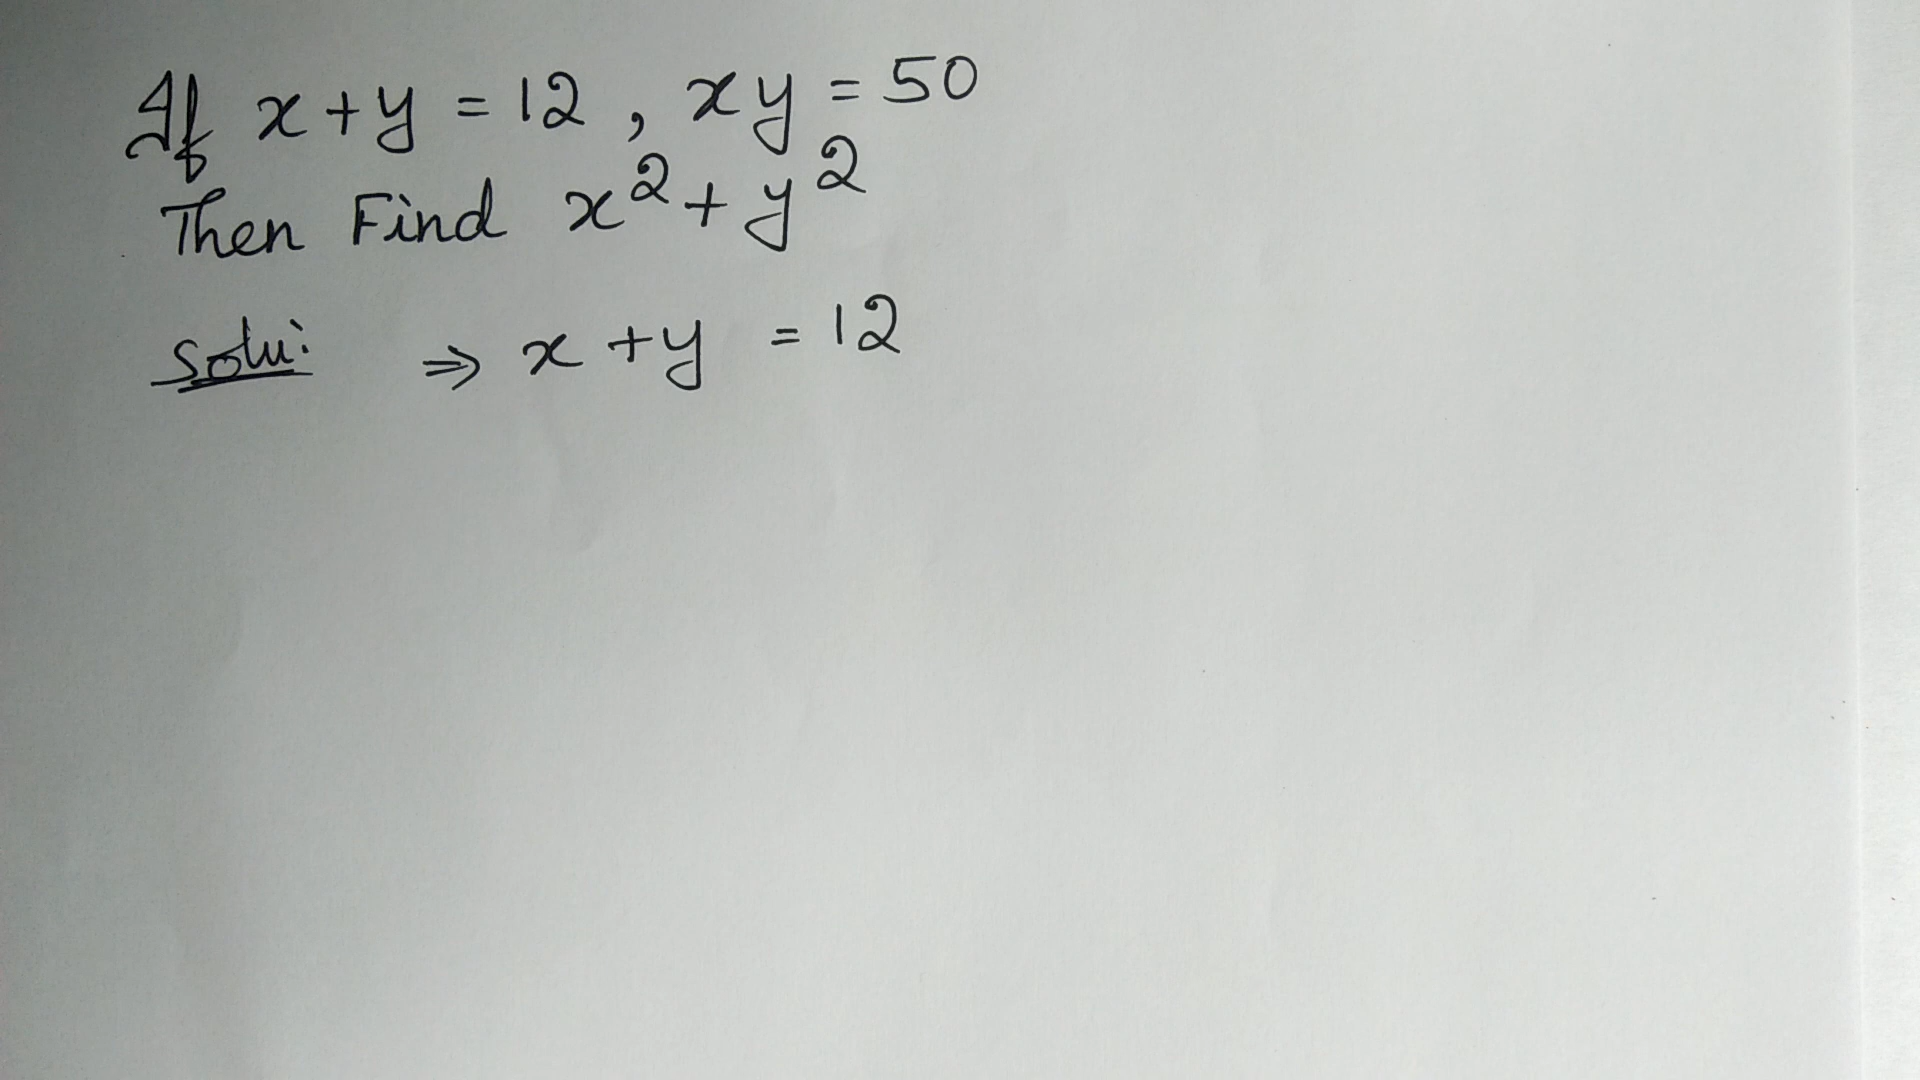 If x + y = 12 , xy = 50
Then Find x² + y²
Solu: ⇒ x + y = 12